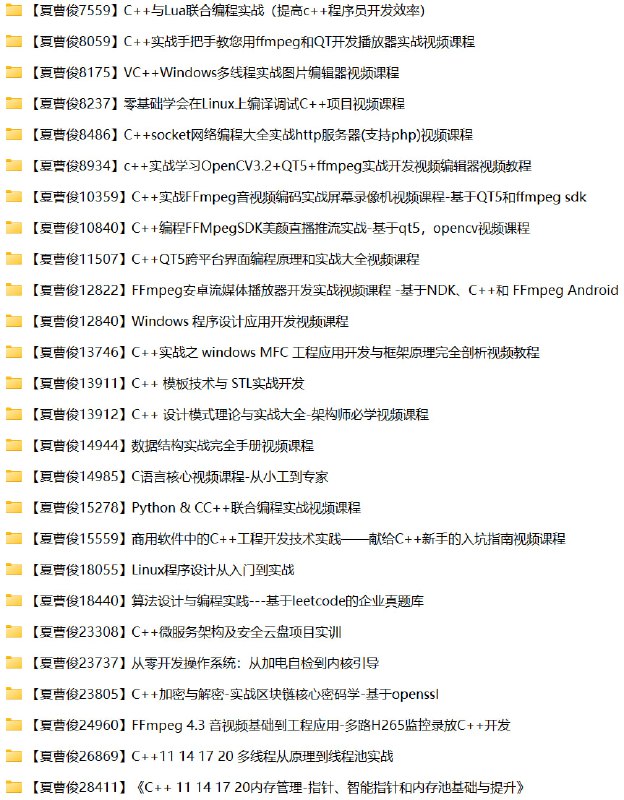 【夏曹俊7559】C++与Lua联合编程实战（提高c++程序员开发效率）
【夏曹俊8059】C++实战手把手教您用ffmpeg和QT开发播放器实战视频课程
【夏曹俊8175】VC++Windows多线程实战图片编辑器视频课程
【夏曹俊8237】零基础学会在Linux上编译调试C++项目视频课程
【夏曹俊8486】C++socket网络编程大全实战http服务器(支持php)视频课程
【夏曹俊8934】c++实战学习OpenCV3.2+QT5+ffmpeg实战开发视频编辑器视频教程
【夏曹俊10359】C++实战FFmpeg音视频编码实战屏幕录像机视频课程-基于QT5和ffmpeg sdk
【夏曹俊10840】C++编程FFMpegSDK美颜直播推流实战-基于qt5，opencv视频课程
【夏曹俊11507】C++QT5跨平台界面编程原理和实战大全视频课程
【夏曹俊12822】FFmpeg安卓流媒体播放器开发实战视频课程 -基于NDK、C++和 FFmpeg Android
【夏曹俊12840】Windows 程序设计应用开发视频课程
【夏曹俊13746】C++实战之 windows MFC 工程应用开发与框架原理完全剖析视频教程
【夏曹俊13911】C++ 模板技术与 STL实战开发
【夏曹俊13912】C++ 设计模式理论与实战大全-架构师必学视频课程
【夏曹俊14944】数据结构实战完全手册视频课程
【夏曹俊14985】C语言核心视频课程-从小工到专家
【夏曹俊15278】Python & CC++联合编程实战视频课程
【夏曹俊15559】商用软件中的C++工程开发技术实践——献给C++新手的入坑指南视频课程
【夏曹俊18055】Linux程序设计从入门到实战
【夏曹俊18440】算法设计与编程实践---基于leetcode的企业真题库
【夏曹俊23308】C++微服务架构及安全云盘项目实训
【夏曹俊23737】从零开发操作系统：从加电自检到内核引导
【夏曹俊23805】C++加密与解密-实战区块链核心密码学-基于openssl
【夏曹俊24960】FFmpeg 4.3 音视频基础到工程应用-多路H265监控录放C++开发
【夏曹俊26869】C++11 14 17 20 多线程从原理到线程池实战
【夏曹俊28411】《C++ 11 14 17 20内存管理-指针、智能指针和内存池基础与提升》